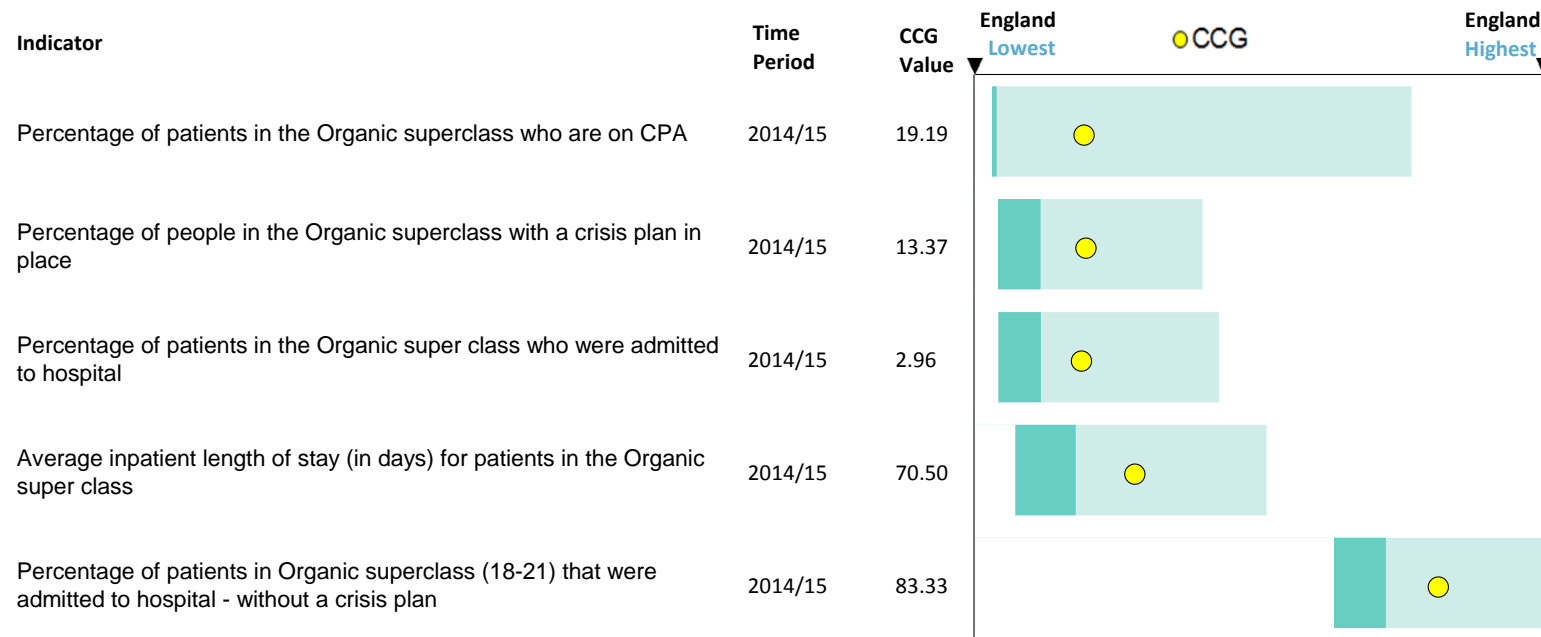 Indicator
Time
Period
CCG
Value
England
Lowest
CCG
England
Highest
Percentage of patients in the Organic superclass who are on CPA
2014/15
19.19
Percentage of people in the Organic superclass with a crisis plan in
place
2014/15
13.37
Percentage of patients in the Organic super class who were admitted
to hospital
2014/15
2.96
Average inpatient length of stay (in days) for patients in the Organic
super class
2014/15
70.50
Percentage of patients in Organic superclass (18-21) that were
admitted to hospital - without a crisis plan
2014/15
83.33